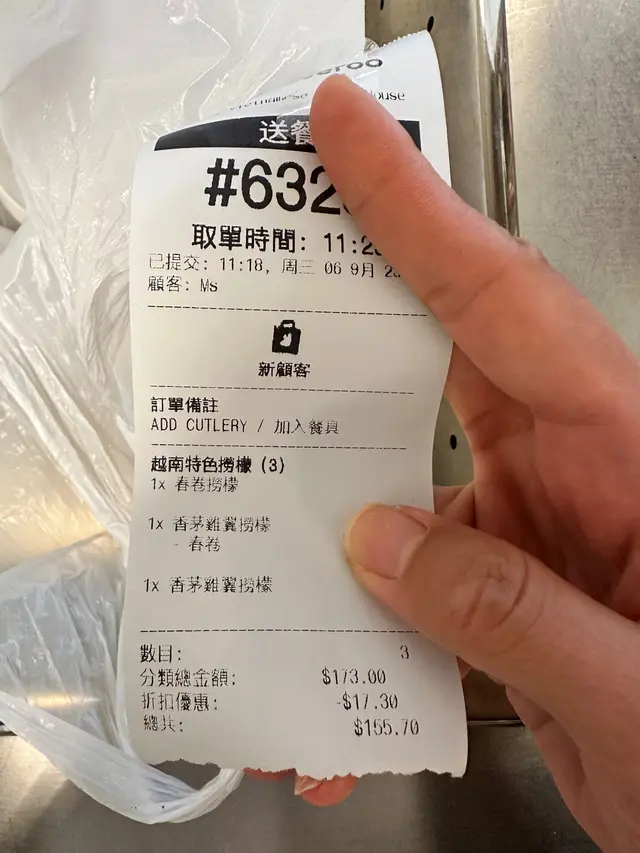 送餐
#632
取單時間: 11:2
已提交: 11:18, 周三 06 9月 2
顧客: Ms
新顧客
訂單備註
ADD CUTLERY / 加入餐具
越南特色撈檬 (3)
1x 春卷撈檬
1x 香茅雞翼撈檬
- 春卷
1x 香茅雞翼撈檬
數目: 3
分類總金額: $173.00
折扣優惠: -$17.30
總共: $155.70